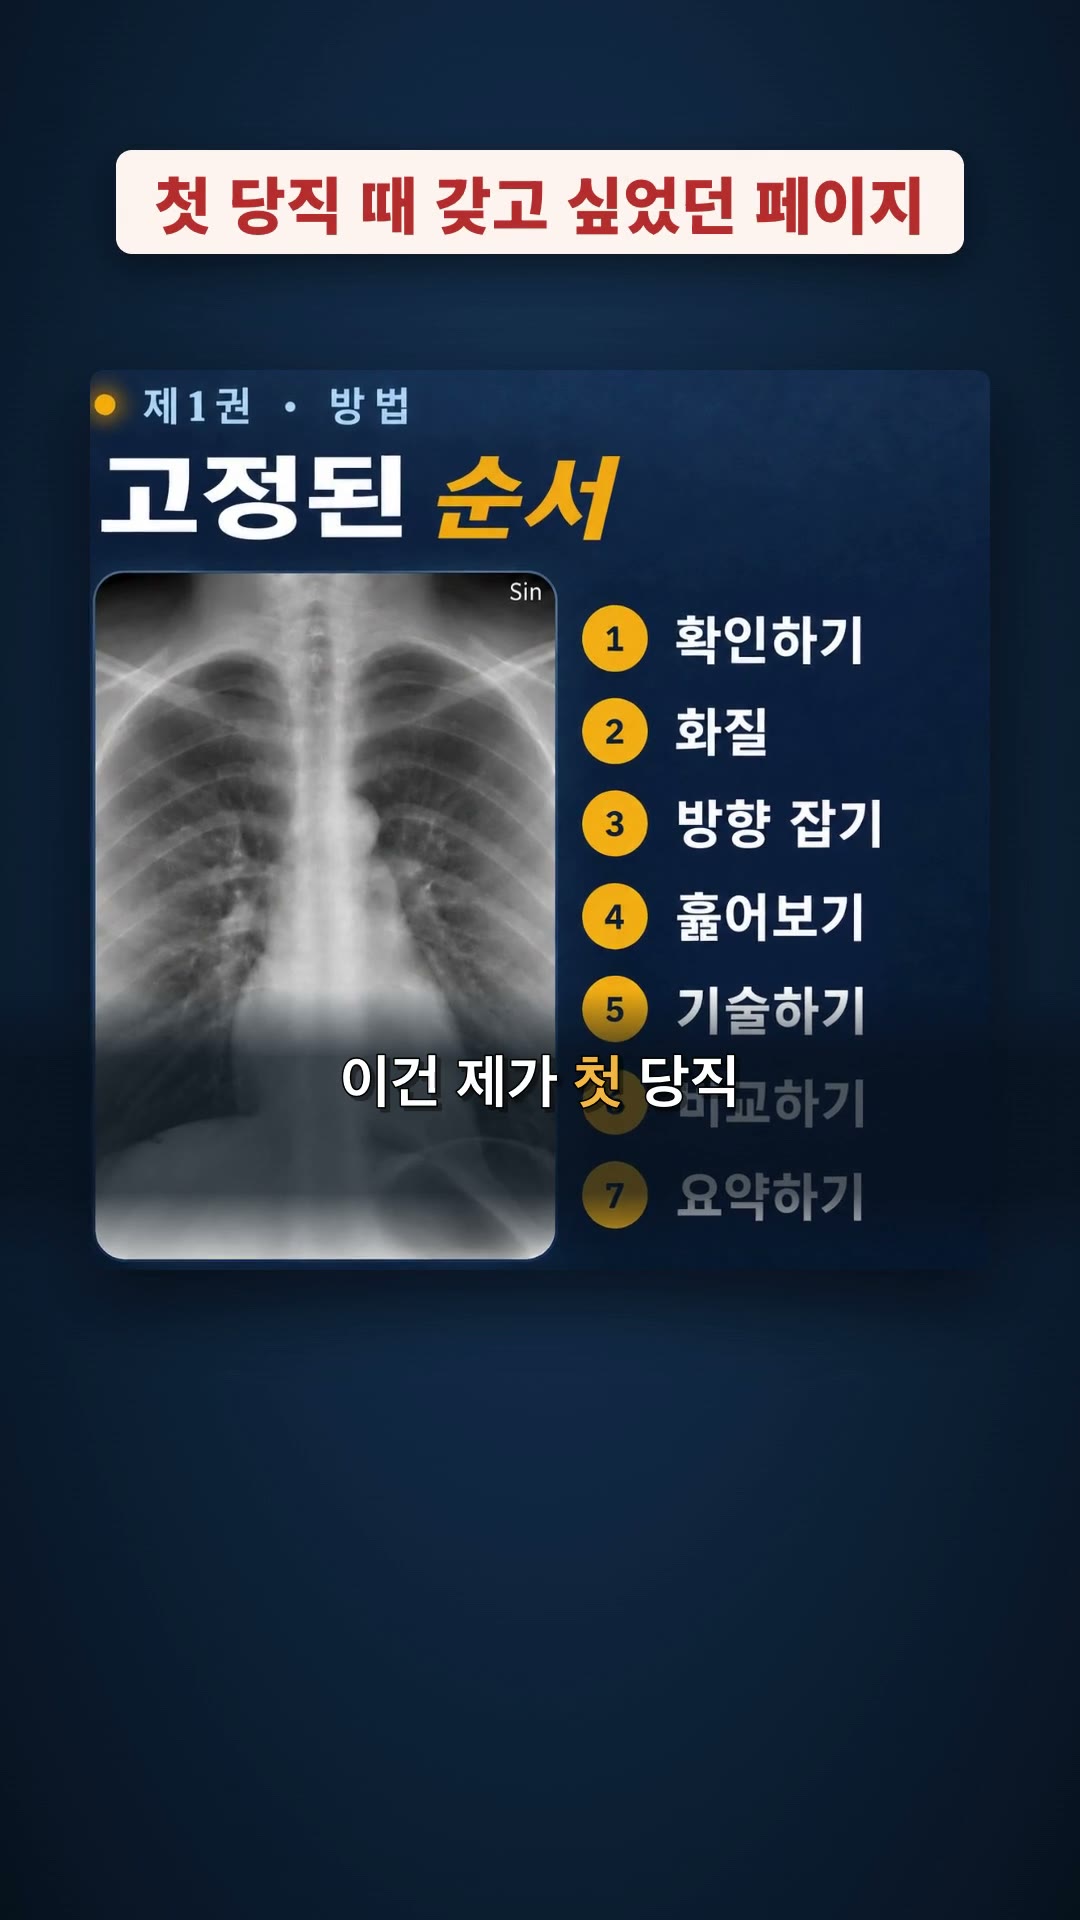 첫 당직 때 갖고 싶었던 페이지
제1권 · 방법
고정된 순서
Sin
1 확인하기
2 화질
3 방향 잡기
4 훑어보기
5 기술하기
이건 제가 첫 당직
6 비교하기
7 요약하기